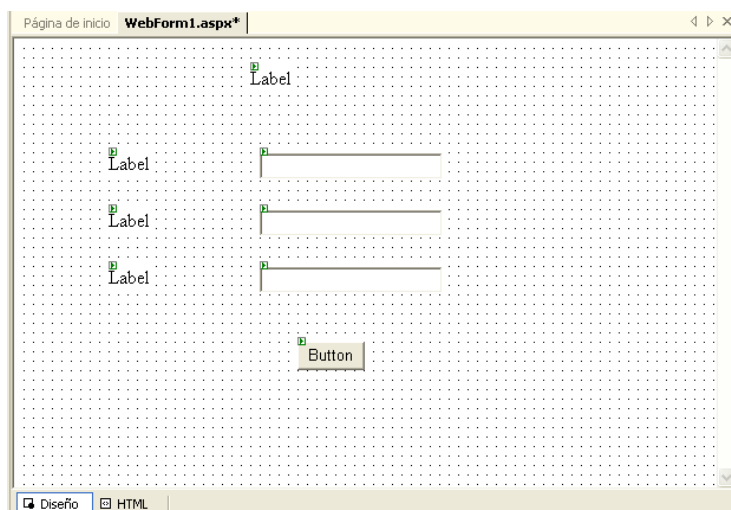 Página de inicio WebForm1.aspx*
Label
Label
Label
Label
Button
Diseño HTML